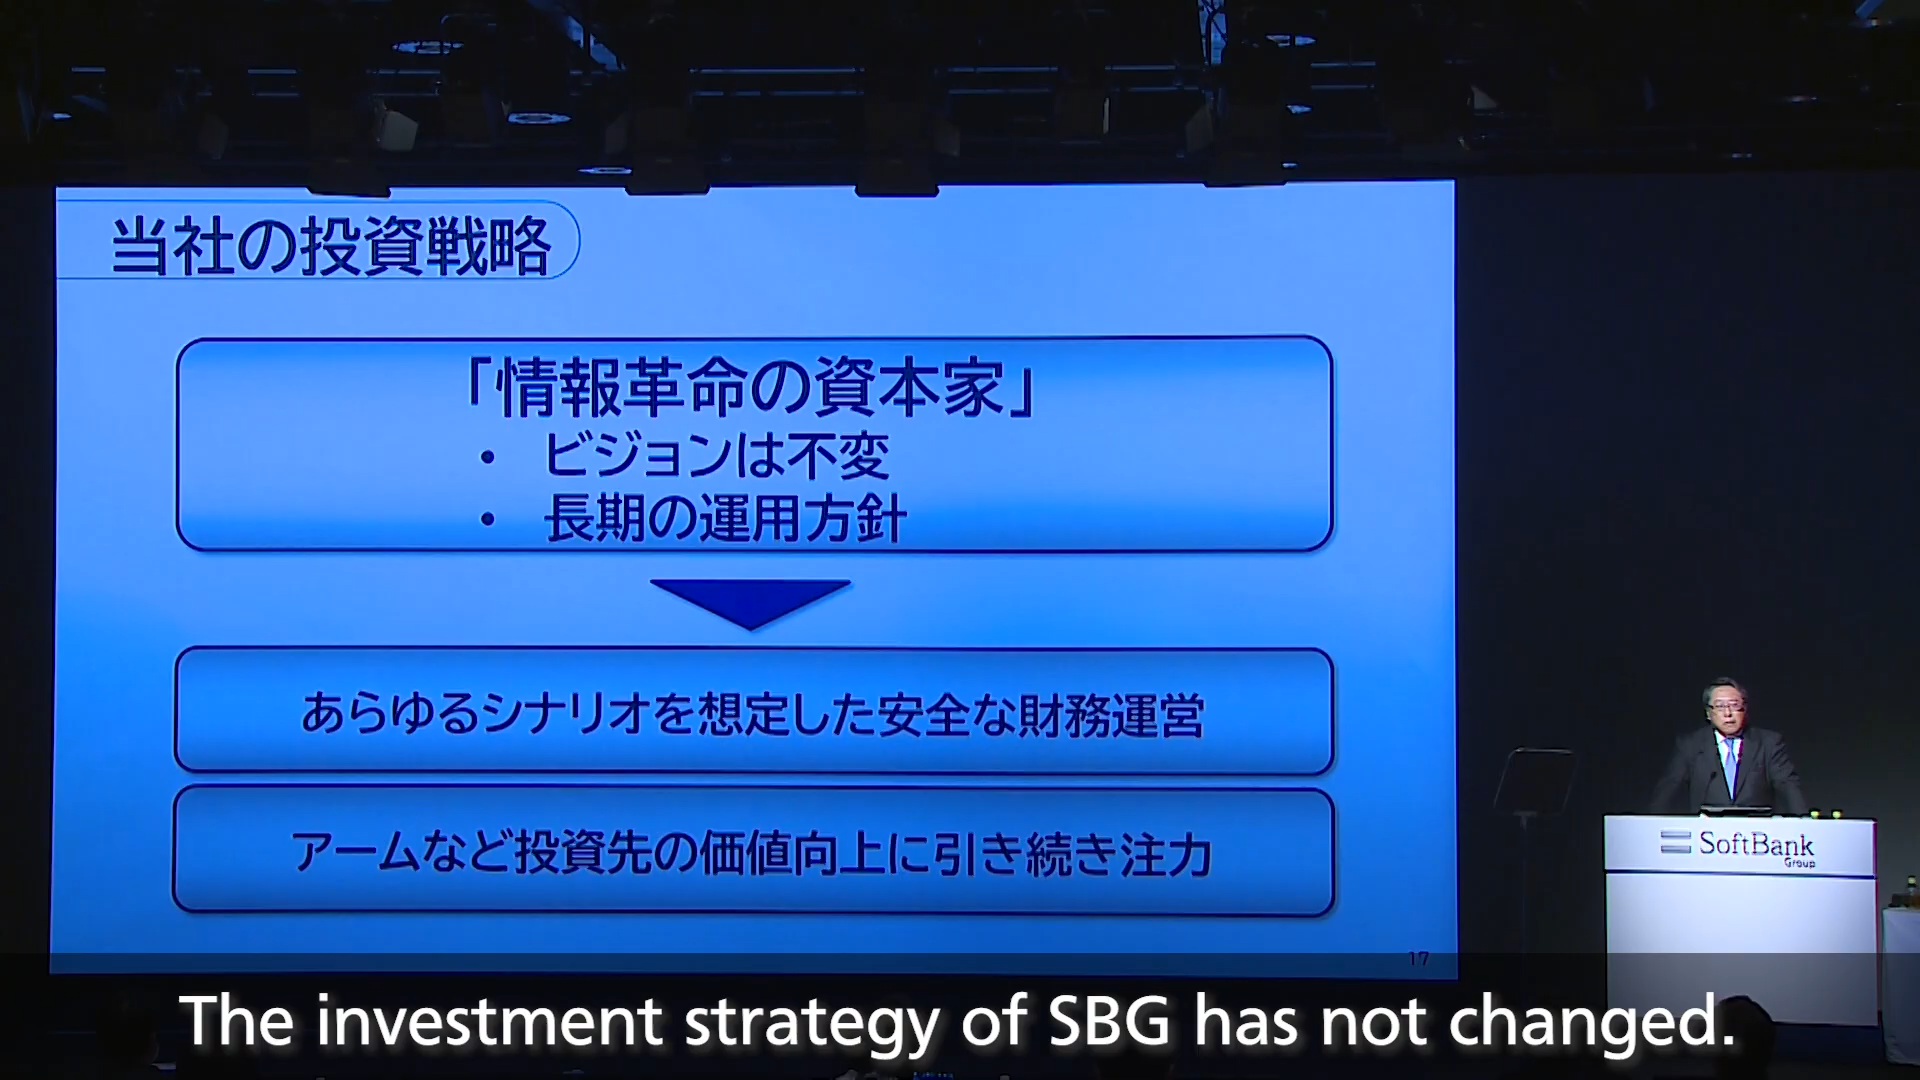 当社の投資戦略
「情報革命の資本家」
• ビジョンは不変
• 長期の運用方針
あらゆるシナリオを想定した安全な財務運営
アームなど投資先の価値向上に引き続き注力
17
SoftBank
Group
The investment strategy of SBG has not changed.